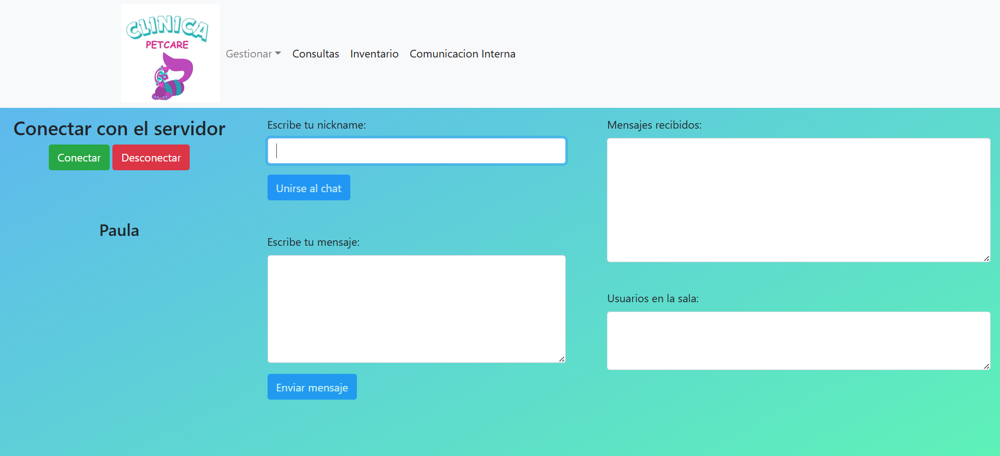 CLINICA
PETCARE
Gestionar
Consultas
Inventario
Comunicacion Interna
Conectar con el servidor
Conectar
Desconectar
Paula
Escribe tu nickname:
Unirse al chat
Escribe tu mensaje:
Enviar mensaje
Mensajes recibidos:
Usuarios en la sala: